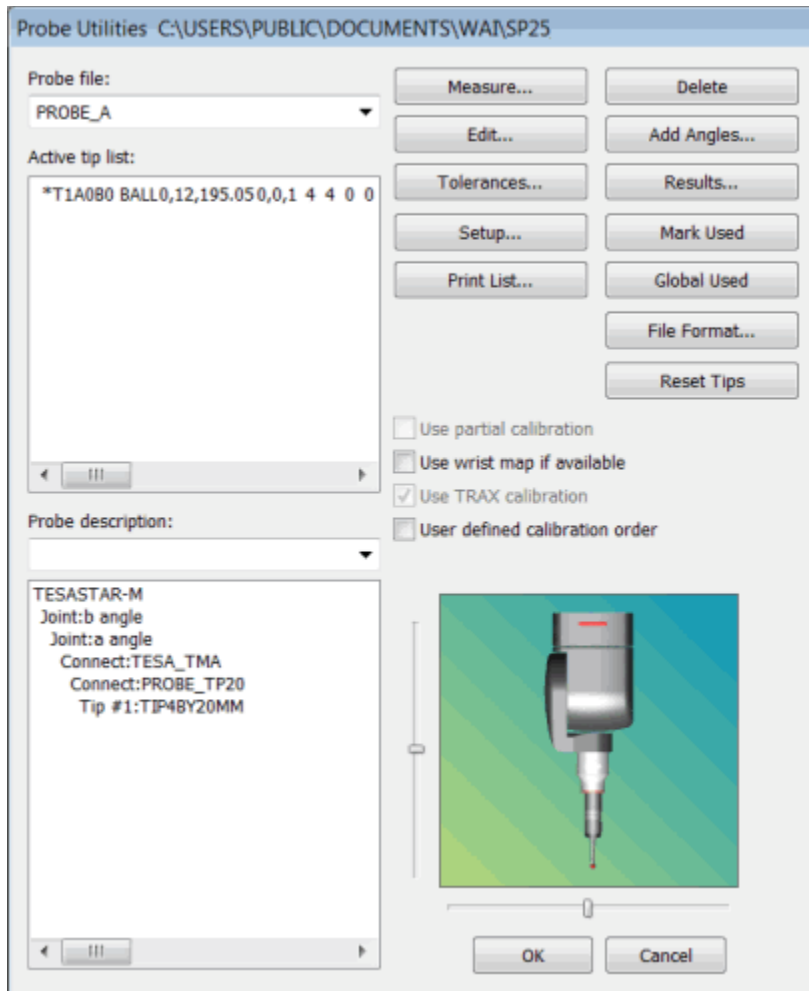 Probe Utilities C:\USERS\PUBLIC\DOCUMENTS\WAI\SP25
Probe file:
PROBE_A
Active tip list:
*T1A0B0 BALL0,12,195.050,0,1 4 4 0 0
Measure...
Delete
Edit...
Add Angles...
Tolerances...
Results...
Setup...
Mark Used
Print List...
Global Used
File Format...
Reset Tips
Use partial calibration
Use wrist map if available
Use TRAX calibration
User defined calibration order
Probe description:
TESASTAR-M
Joint:b angle
Joint:a angle
Connect:TESA_TMA
Connect:PROBE_TP20
Tip #1:TIP4BY20MM
OK
Cancel